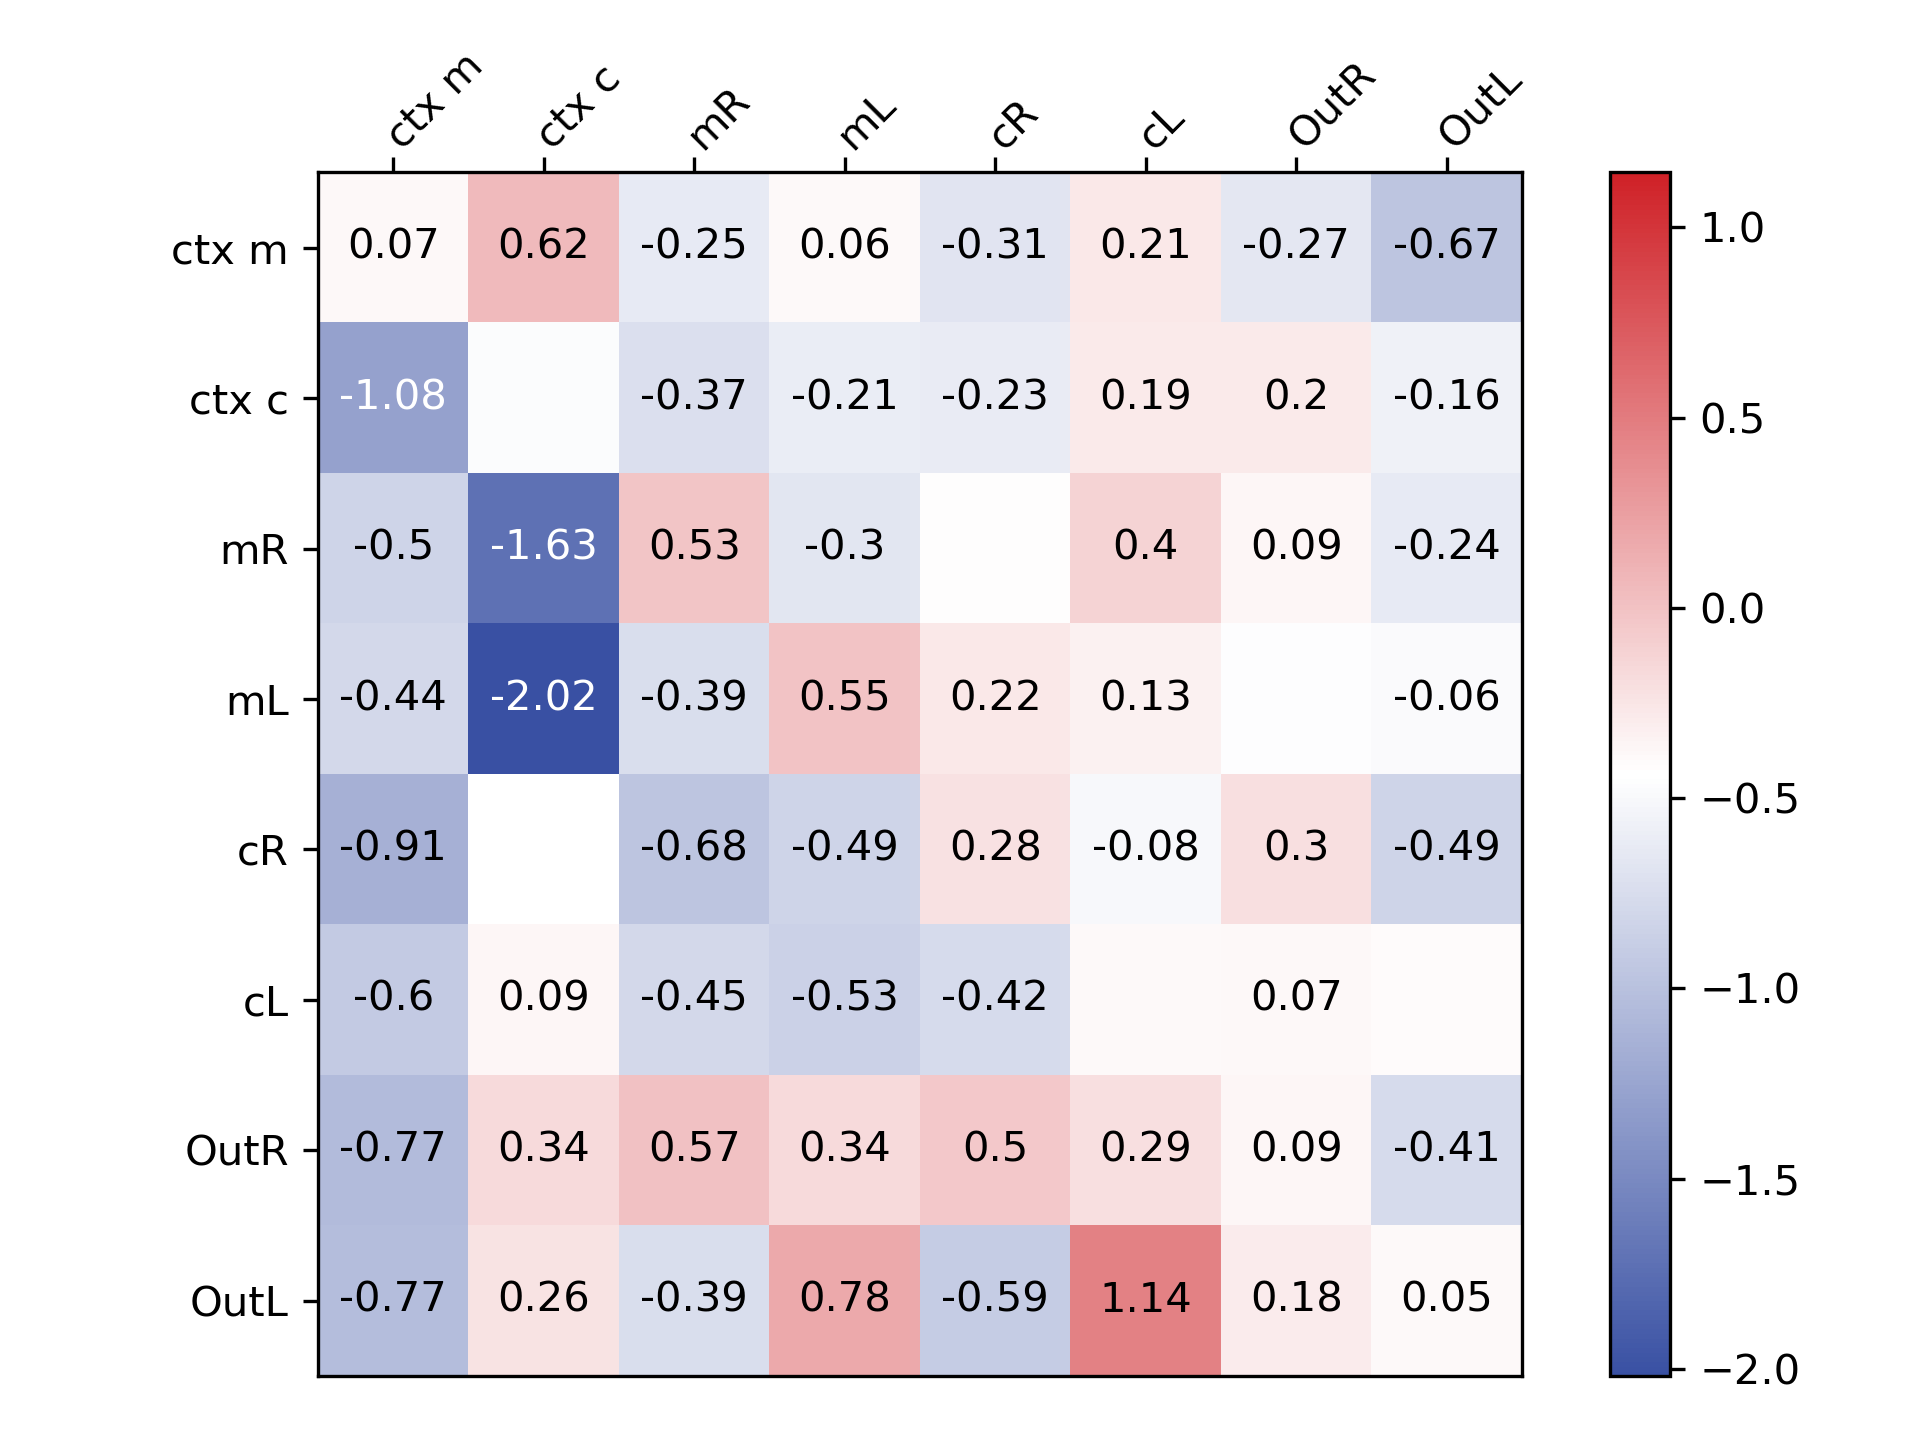 ctx m ctx c mR mL cR cL OutR OutL
ctx m 0.07 0.62 -0.25 0.06 -0.31 0.21 -0.27 -0.67
ctx c -1.08 -0.37 -0.21 -0.23 0.19 0.2 -0.16
mR -0.5 -1.63 0.53 -0.3 0.4 0.09 -0.24
mL -0.44 -2.02 -0.39 0.55 0.22 0.13 -0.06
cR -0.91 -0.68 -0.49 0.28 -0.08 0.3 -0.49
cL -0.6 0.09 -0.45 -0.53 -0.42 0.07
OutR -0.77 0.34 0.57 0.34 0.5 0.29 0.09 -0.41
OutL -0.77 0.26 -0.39 0.78 -0.59 1.14 0.18 0.05
1.0
0.5
0.0
−0.5
−1.0
−1.5
−2.0